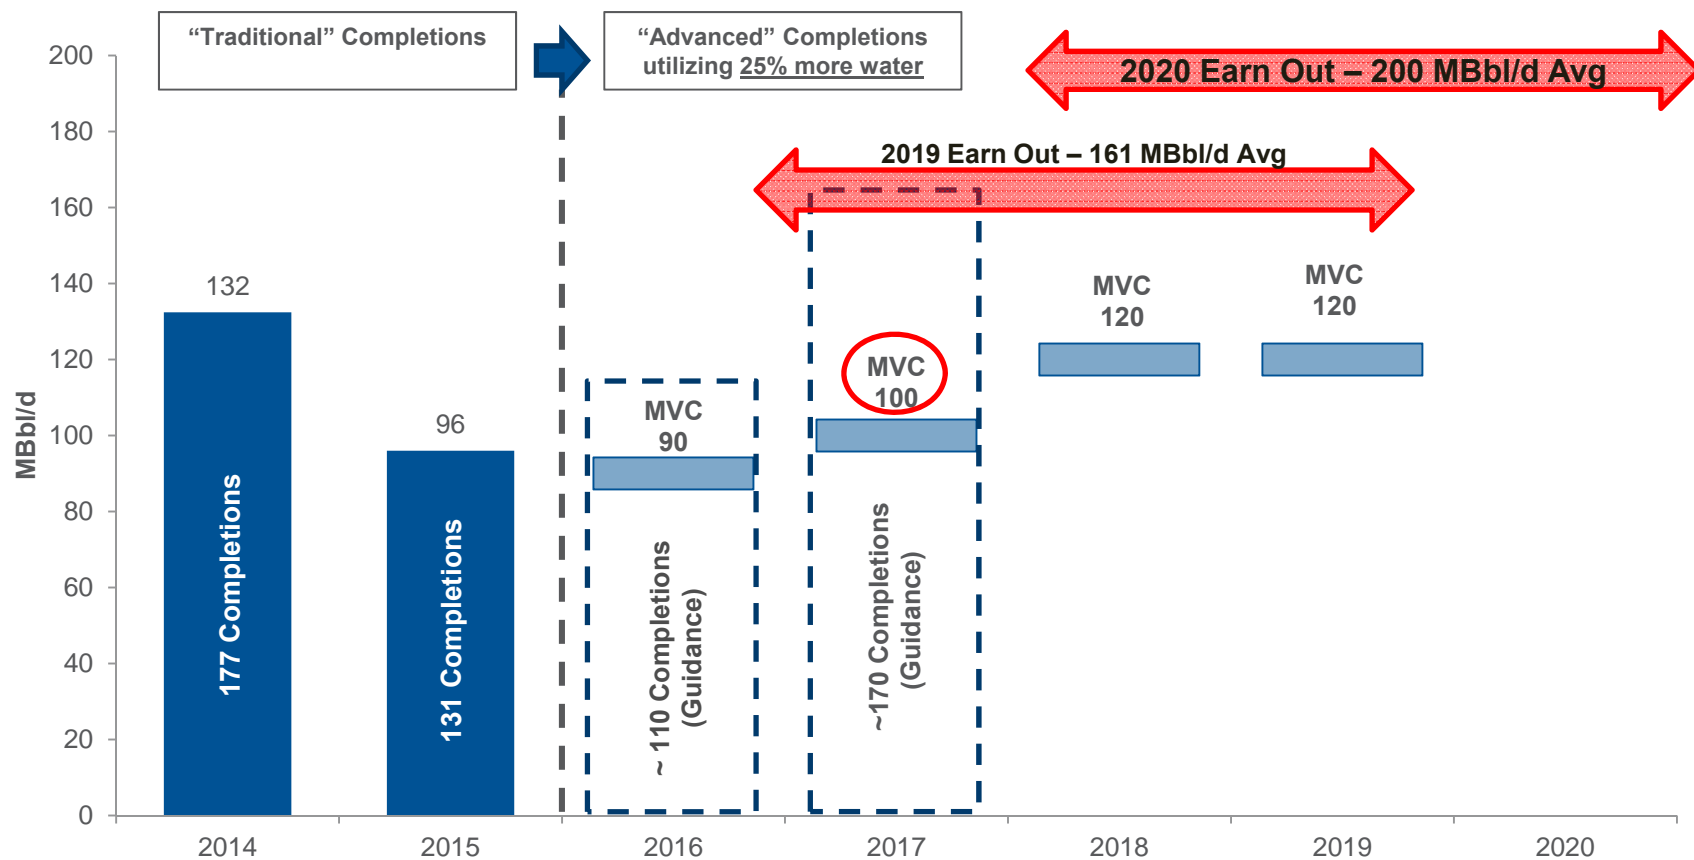 “Traditional” Completions
“Advanced” Completions
utilizing 25% more water
2020 Earn Out – 200 MBbl/d Avg
2019 Earn Out – 161 MBbl/d Avg
MBbl/d
200
180
160
140
120
100
80
60
40
20
0
132
177 Completions
96
131 Completions
MVC
90
~ 110 Completions
(Guidance)
MVC
100
~170 Completions
(Guidance)
MVC
120
MVC
120
2014
2015
2016
2017
2018
2019
2020